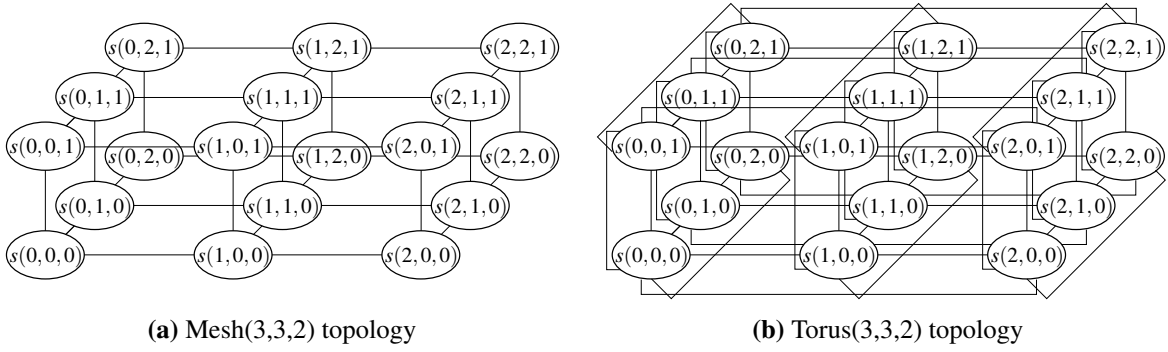 s(0,2,1) s(1,2,1) s(2,2,1)
s(0,1,1) s(1,1,1) s(2,1,1)
s(0,0,1) s(1,0,1) s(2,0,1)
s(0,2,0) s(1,2,0) s(2,2,0)
s(0,1,0) s(1,1,0) s(2,1,0)
s(0,0,0) s(1,0,0) s(2,0,0)
(a) Mesh(3,3,2) topology
s(0,2,1) s(1,2,1) s(2,2,1)
s(0,1,1) s(1,1,1) s(2,1,1)
s(0,0,1) s(1,0,1) s(2,0,1)
s(0,2,0) s(1,2,0) s(2,2,0)
s(0,1,0) s(1,1,0) s(2,1,0)
s(0,0,0) s(1,0,0) s(2,0,0)
(b) Torus(3,3,2) topology